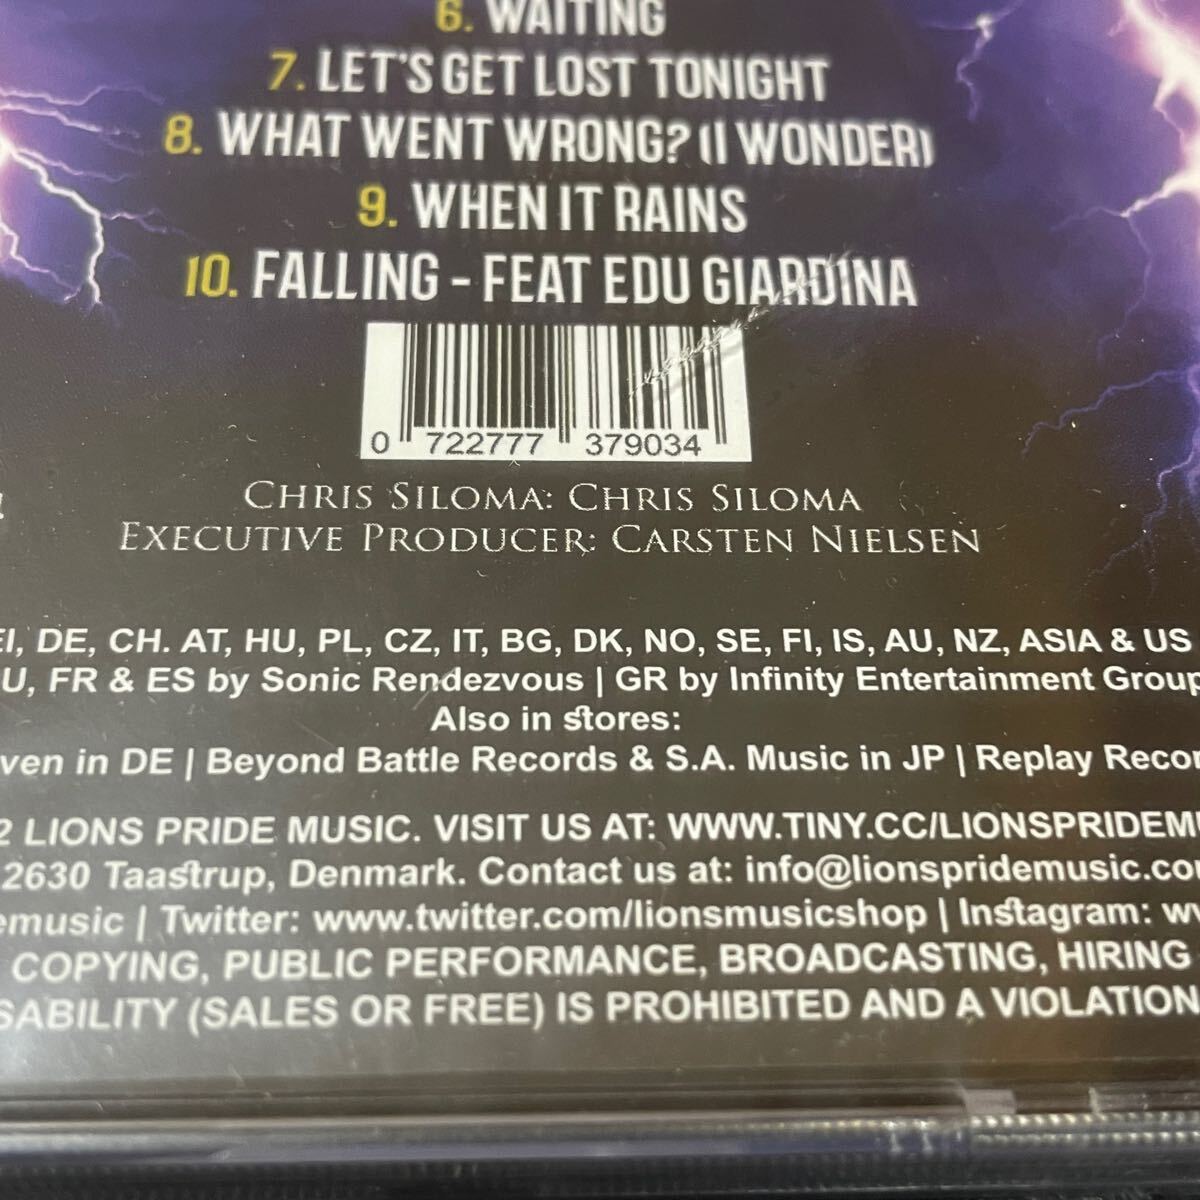 6. WAITING
7. LET'S GET LOST TONIGHT
8. WHAT WENT WRONG? (I WONDER)
9. WHEN IT RAINS
10. FALLING - FEAT EDU GIARDINA
0 722777 379034
CHRIS SILOMA: CHRIS SILOMA
EXECUTIVE PRODUCER: CARSTEN NIELSEN
DE, CH. AT, HU, PL, CZ, IT, BG, DK, NO, SE, FI, IS, AU, NZ, ASIA & US
FR & ES by Sonic Rendezvous | GR by Infinity Entertainment Group
Also in stores:
in DE | Beyond Battle Records & S.A. Music in JP | Replay
LIONS PRIDE MUSIC. VISIT US AT: WWW.TINY.CC/LIONSPRIDEM
2630 Taastrup, Denmark. Contact us at: info@lionspridemusic.co
emusic | Twitter: www.twitter.com/lionsmusicshop | Instagram:
COPYING, PUBLIC PERFORMANCE, BROADCASTING, HIRING
SABILITY (SALES OR FREE) IS PROHIBITED AND A VIOLATION